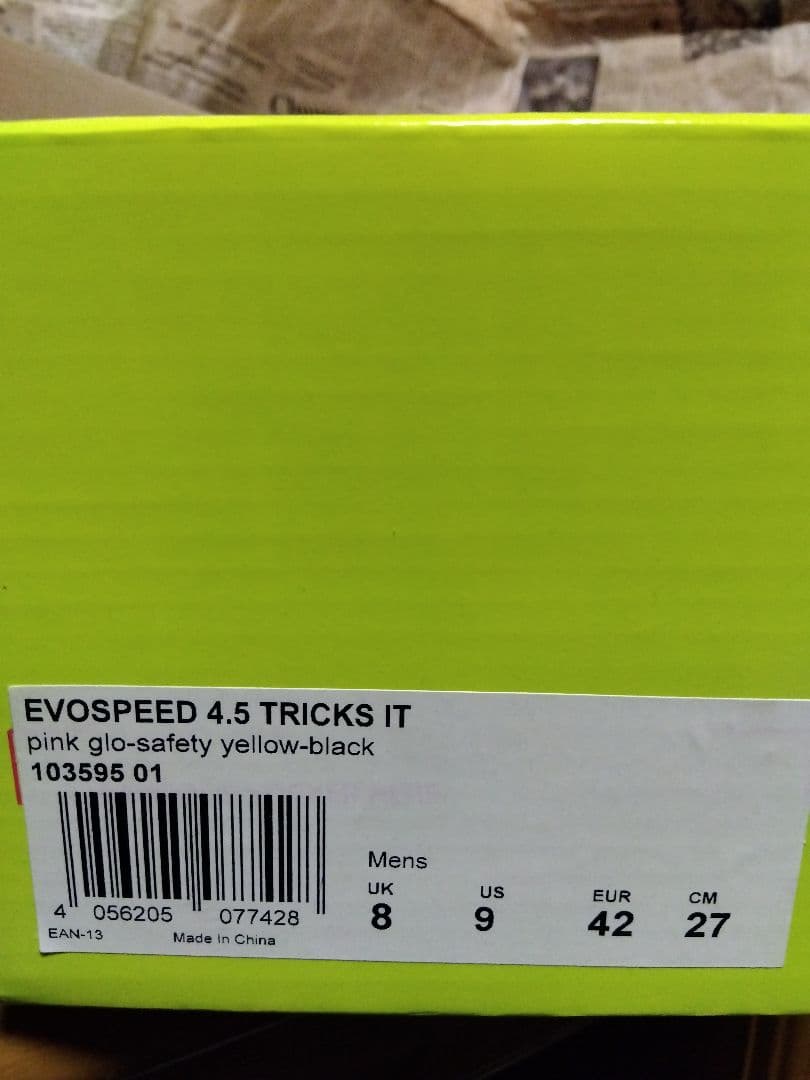 EVOSPEED 4.5 TRICKS IT
pink glo-safety yellow-black
103595 01
4 056205 077428
EAN-13
Made in China
Mens
UK US EUR CM
8 9 42 27